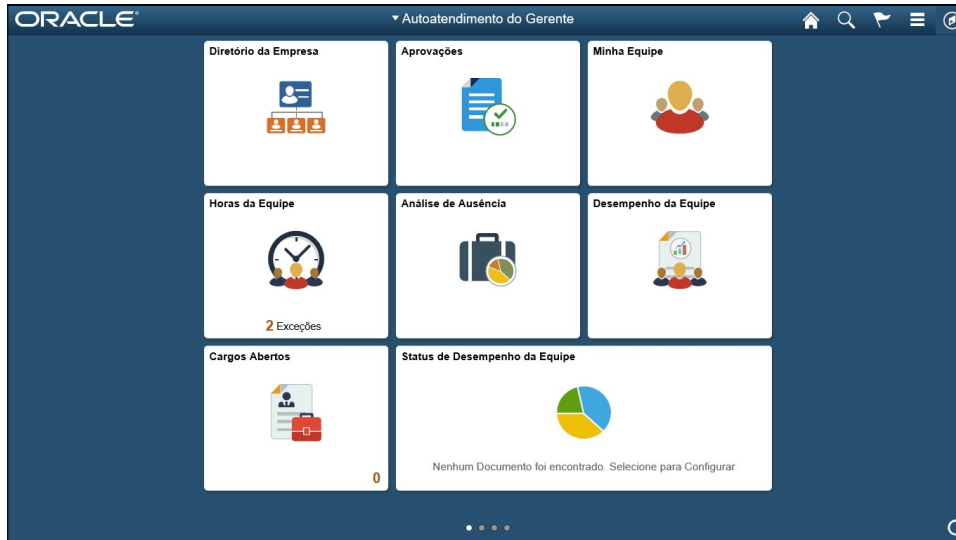 ORACLE
Autoatendimento do Gerente
Diretório da Empresa
Aprovações
Minha Equipe
Horas da Equipe
2 Exceções
Análise de Ausência
Desempenho da Equipe
Cargos Abertos
0
Status de Desempenho da Equipe
Nenhum Documento foi encontrado. Selecione para Configurar